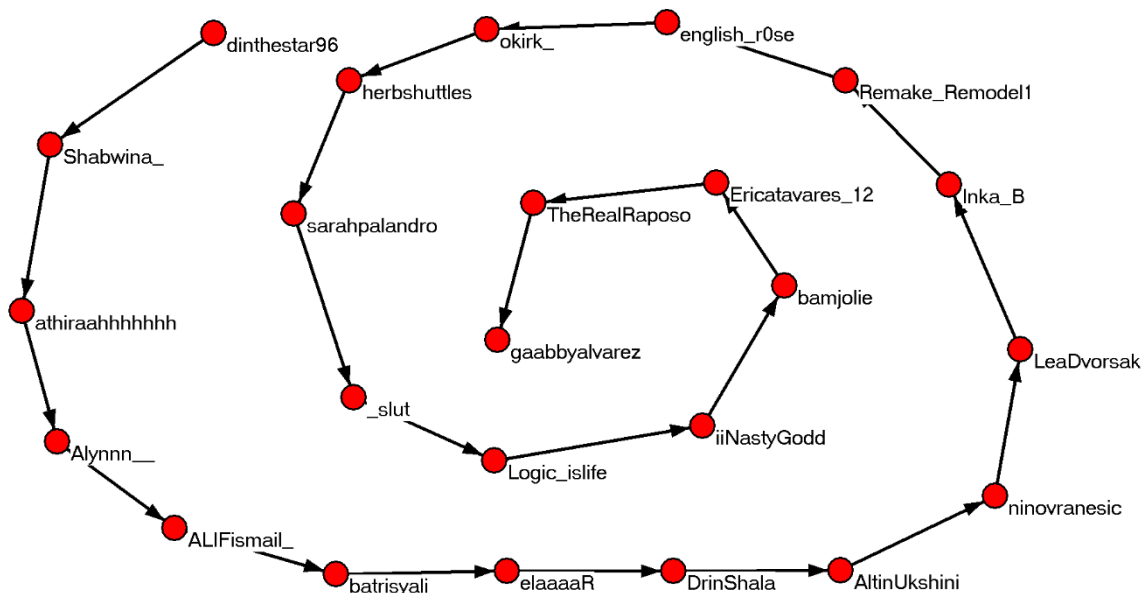 dinthestar96
okirk_
english_r0se
herbshuttles
Remake_Remodel1
Shabwina_
Ericatavares_12
Inka_B
TheRealRaposo
sarahpalandro
bamjolie
athiraahhhhhhh
gaabbyalvarez
LeaDvorsak
_slut
iiNastyGodd
Alynnn__
Logic_islife
ninovranesic
ALIFismail_
batrisyali
elaaaaR
DrinShala
AltinUkshini